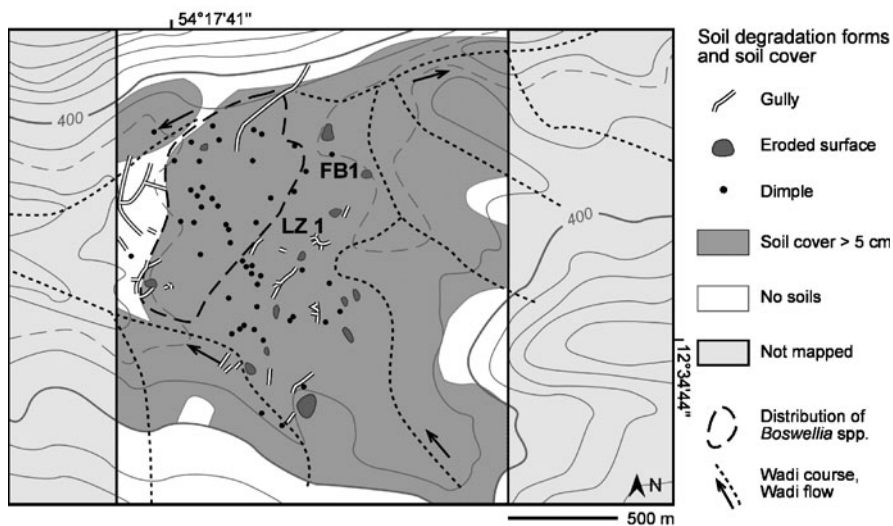 54°17'41"
400
FB1
LZ 1
400
12°34'44"
N
500 m
Soil degradation forms
and soil cover
Gully
Eroded surface
Dimple
Soil cover > 5 cm
No soils
Not mapped
Distribution of
Boswellia spp.
Wadi course,
Wadi flow